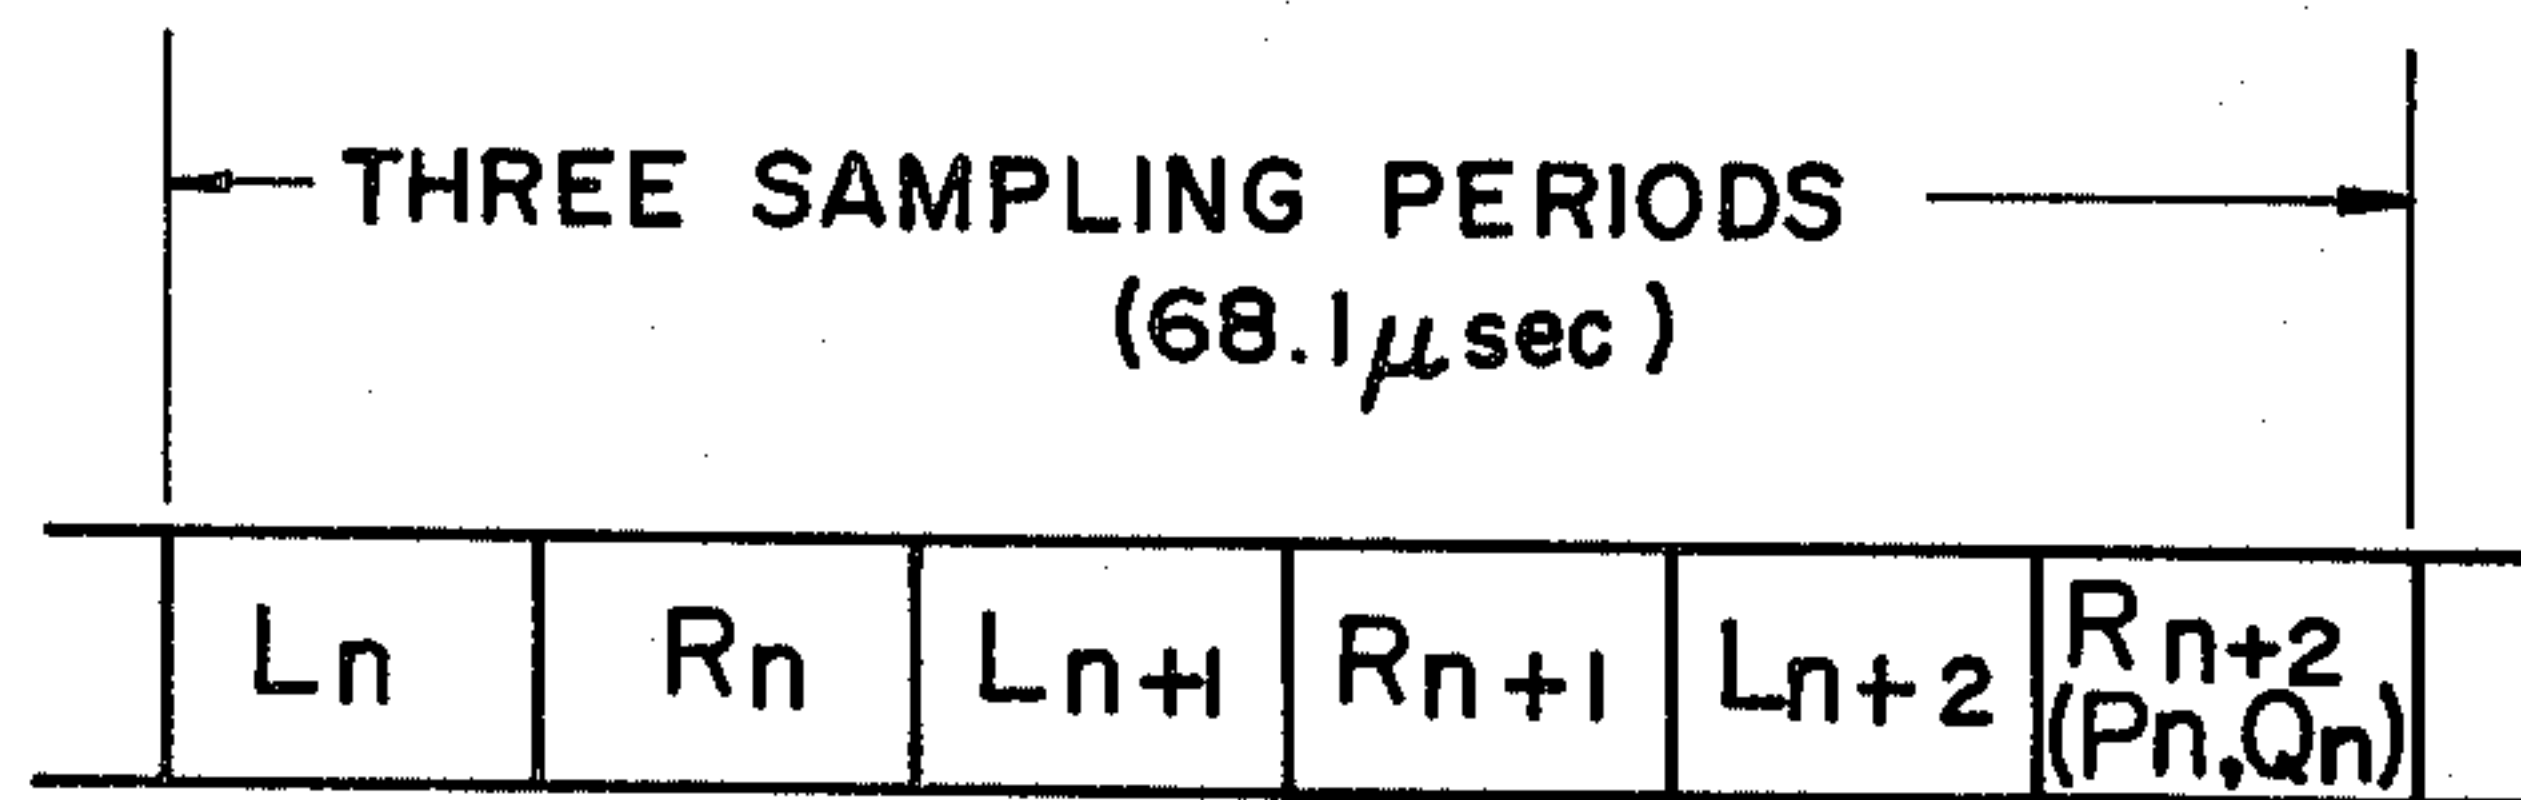 THREE SAMPLING PERIODS
(68.1μsec)
Ln Rn Ln+1 Rn+1 Ln+2 Rn+2
(Pn,Qn)